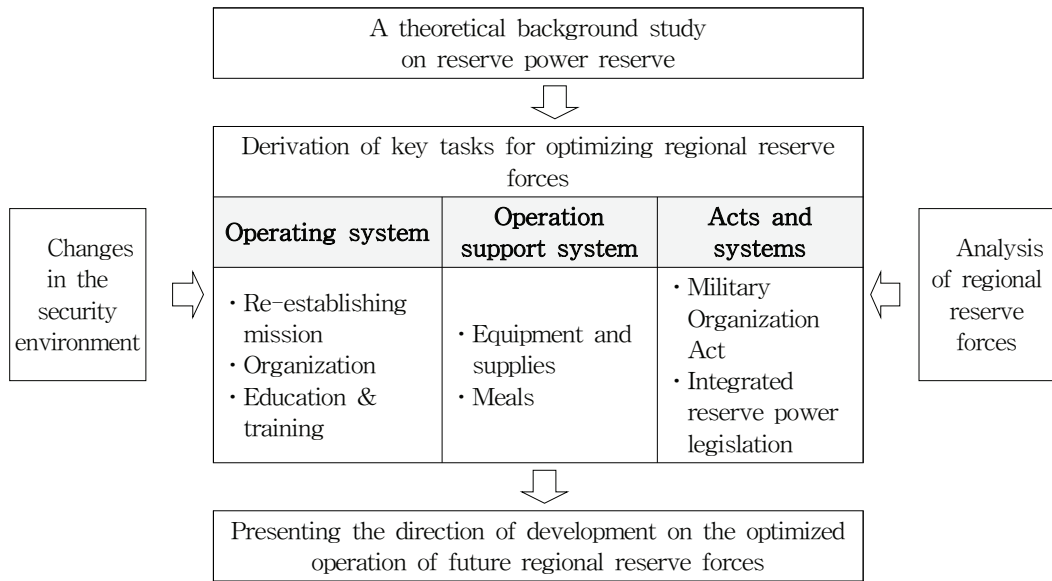 A theoretical background study
on reserve power reserve
Derivation of key tasks for optimizing regional reserve
forces
Changes
in the
security
environment
Operating system
・Re-establishing
mission
・Organization
・Education &
training
Operation
support system
・Equipment and
supplies
・Meals
Acts and
systems
・Military
Organization
Act
・Integrated
reserve power
legislation
Analysis
of regional
reserve
forces
Presenting the direction of development on the optimized
operation of future regional reserve forces